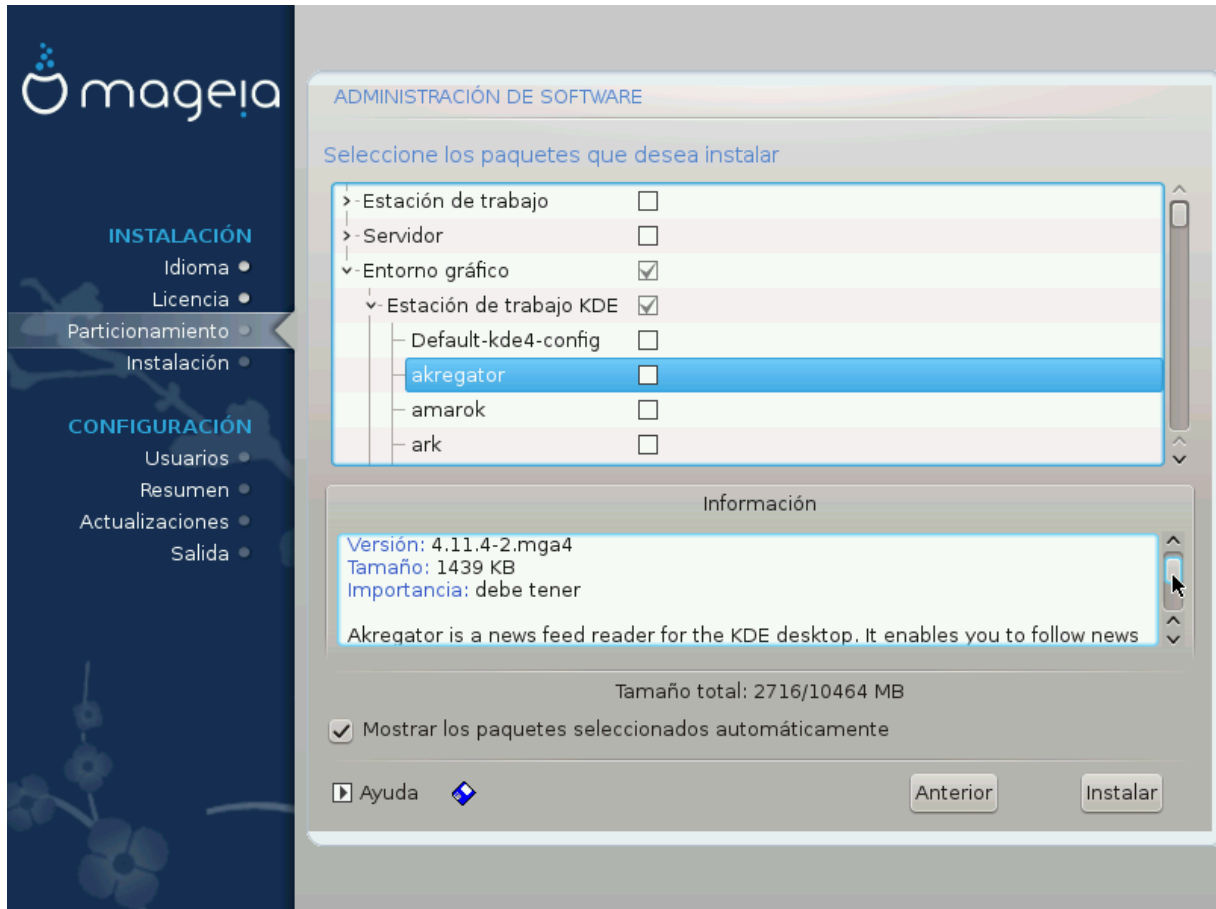 mageia
INSTALACIÓN
Idioma
Licencia
Particionamiento
Instalación
CONFIGURACIÓN
Usuarios
Resumen
Actualizaciones
Salida
ADMINISTRACIÓN DE SOFTWARE
Seleccione los paquetes que desea instalar
Estación de trabajo
Servidor
Entorno gráfico
Estación de trabajo KDE
Default-kde4-config
akregator
amarok
ark
Información
Versión: 4.11.4-2.mga4
Tamaño: 1439 KB
Importancia: debe tener
Akregator is a news feed reader for the KDE desktop. It enables you to follow news
Tamaño total: 2716/10464 MB
Mostrar los paquetes seleccionados automáticamente
Ayuda
Anterior
Instalar